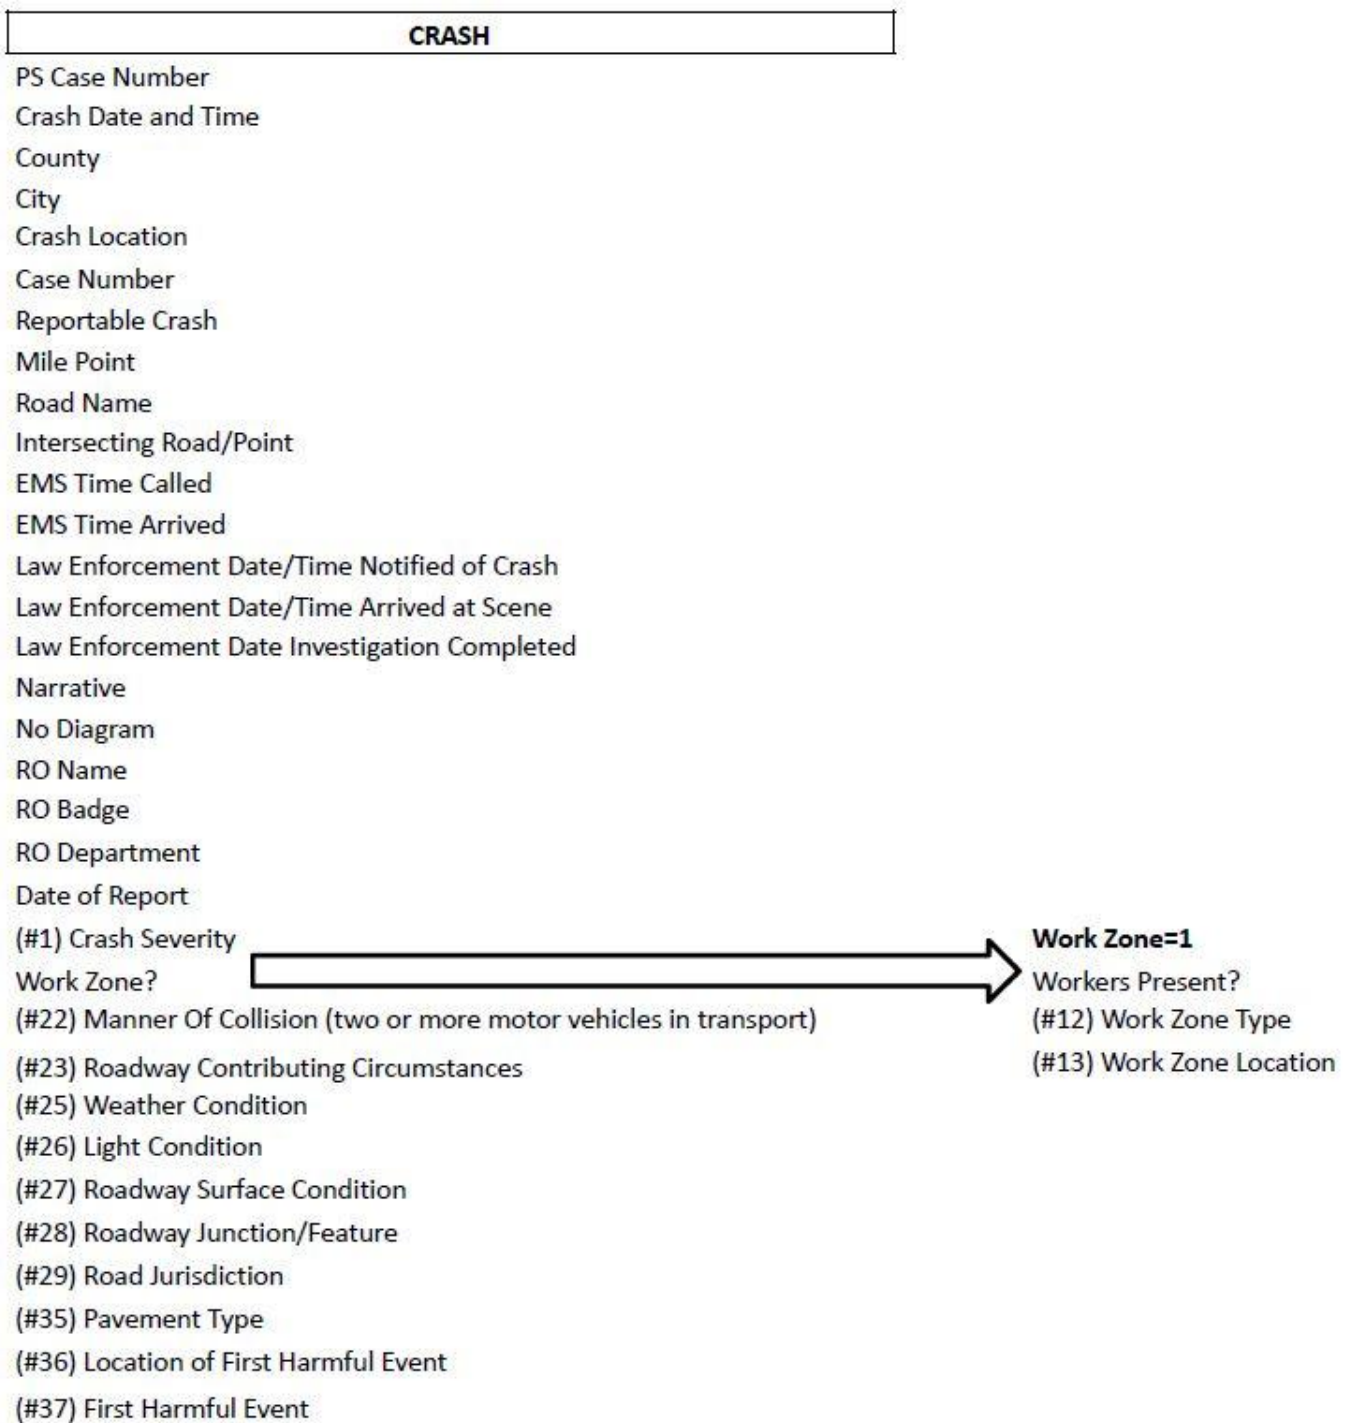 CRASH
PS Case Number
Crash Date and Time
County
City
Crash Location
Case Number
Reportable Crash
Mile Point
Road Name
Intersecting Road/Point
EMS Time Called
EMS Time Arrived
Law Enforcement Date/Time Notified of Crash
Law Enforcement Date/Time Arrived at Scene
Law Enforcement Date Investigation Completed
Narrative
No Diagram
RO Name
RO Badge
RO Department
Date of Report
(#1) Crash Severity
Work Zone?
(#22) Manner Of Collision (two or more motor vehicles in transport)
(#23) Roadway Contributing Circumstances
(#25) Weather Condition
(#26) Light Condition
(#27) Roadway Surface Condition
(#28) Roadway Junction/Feature
(#29) Road Jurisdiction
(#35) Pavement Type
(#36) Location of First Harmful Event
(#37) First Harmful Event
Work Zone=1
Workers Present?
(#12) Work Zone Type
(#13) Work Zone Location